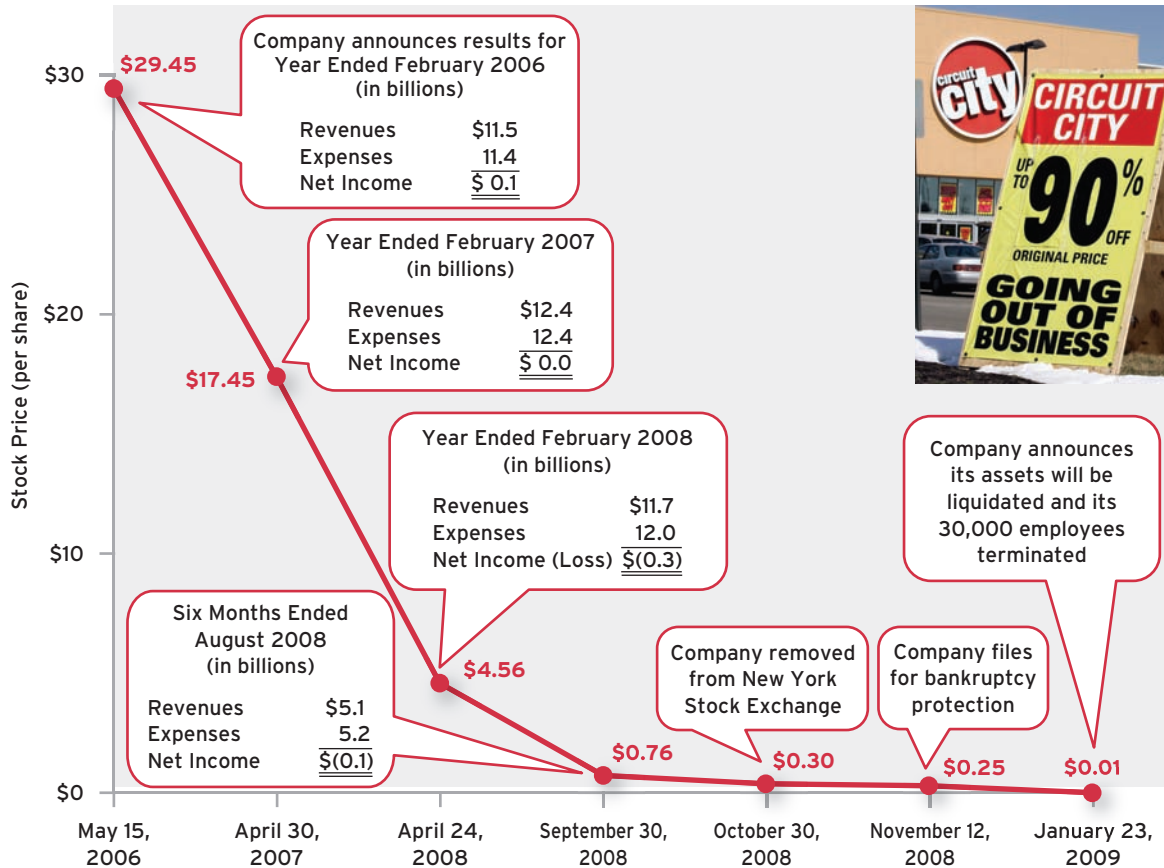 Company announces results for
Year Ended February 2006
(in billions)
Revenues $11.5
Expenses 11.4
Net Income $ 0.1
$30
$29.45
circuit
city
CIRCUIT
CITY
UP
TO
90%
OFF
ORIGINAL PRICE
GOING
OUT OF
BUSINESS
Year Ended February 2007
(in billions)
Revenues $12.4
Expenses 12.4
Net Income $ 0.0
$20
$17.45
Stock Price (per share)
Year Ended February 2008
(in billions)
Revenues $11.7
Expenses 12.0
Net Income (Loss) $(0.3)
Company announces
its assets will be
liquidated and its
30,000 employees
terminated
$10
Six Months Ended
August 2008
(in billions)
Revenues $5.1
Expenses 5.2
Net Income $(0.1)
$4.56
Company removed
from New York
Stock Exchange
Company files
for bankruptcy
protection
$0.76
$0.30
$0.25
$0.01
$0
May 15,
2006
April 30,
2007
April 24,
2008
September 30,
2008
October 30,
2008
November 12,
2008
January 23,
2009